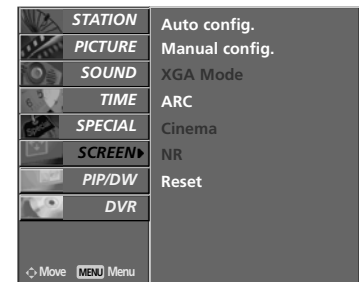 STATION
PICTURE
SOUND
TIME
SPECIAL
SCREEN
PIP/DW
DVR
Auto config.
Manual config.
XGA Mode
ARC
Cinema
NR
Reset
Move MENU Menu